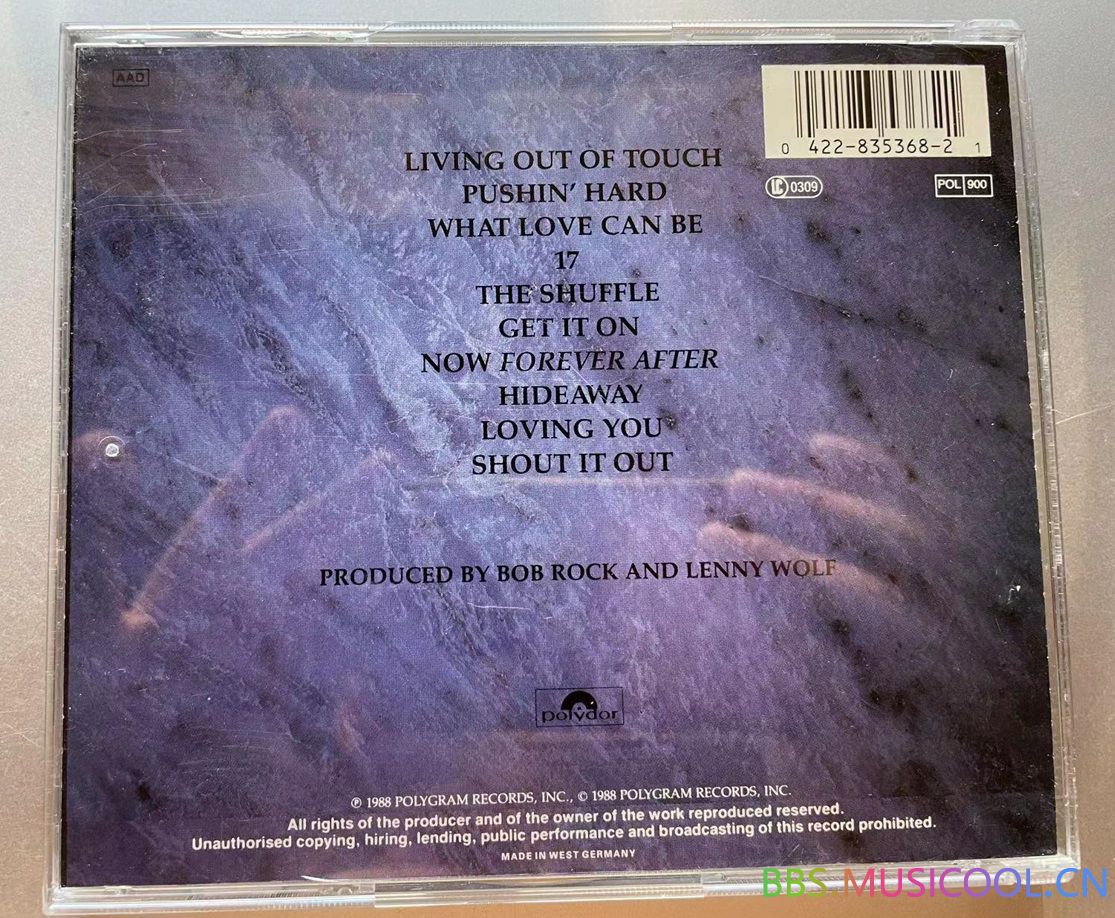 AAD
0 422-835368-2 1
LC 0309
POL 900
LIVING OUT OF TOUCH
PUSHIN' HARD
WHAT LOVE CAN BE
17
THE SHUFFLE
GET IT ON
NOW FOREVER AFTER
HIDEAWAY
LOVING YOU
SHOUT IT OUT
PRODUCED BY BOB ROCK AND LENNY WOLF
polydor
℗ 1988 POLYGRAM RECORDS, INC., © 1988 POLYGRAM RECORDS, INC.
All rights of the producer and of the owner of the work reproduced reserved.
Unauthorised copying, hiring, lending, public performance and broadcasting of this record prohibited.
MADE IN WEST GERMANY
BBS.MUSICOOL.CN